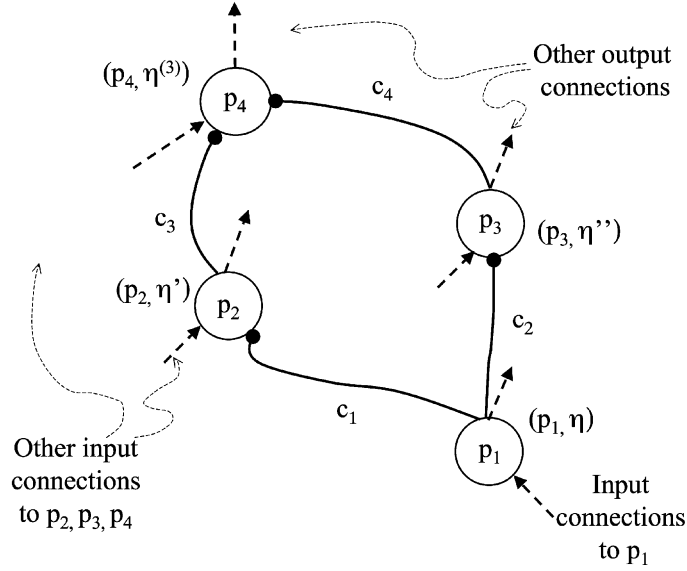 (p₄, η⁽³⁾)
p₄
c₄
Other output
connections
c₃
p₃
(p₃, η’’)
(p₂, η’)
p₂
c₂
c₁
(p₁, η)
p₁
Other input
connections
to p₂, p₃, p₄
Input
connections
to p₁